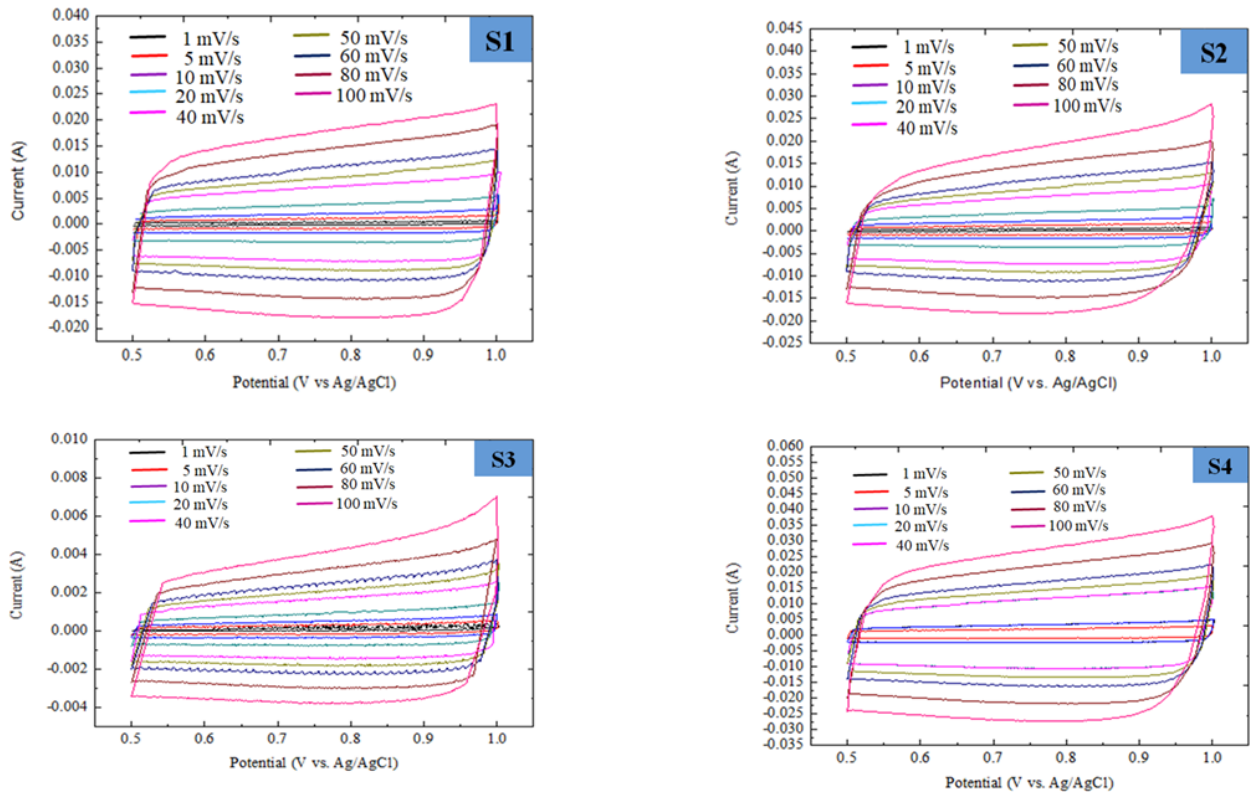 S1
1 mV/s
5 mV/s
10 mV/s
20 mV/s
40 mV/s
50 mV/s
60 mV/s
80 mV/s
100 mV/s
0.040
0.035
0.030
0.025
0.020
0.015
0.010
0.005
0.000
-0.005
-0.010
-0.015
-0.020
Current (A)
0.5 0.6 0.7 0.8 0.9 1.0
Potential (V vs Ag/AgCl)
S2
1 mV/s
5 mV/s
10 mV/s
20 mV/s
40 mV/s
50 mV/s
60 mV/s
80 mV/s
100 mV/s
0.045
0.040
0.035
0.030
0.025
0.020
0.015
0.010
0.005
0.000
-0.005
-0.010
-0.015
-0.020
-0.025
Current (A)
0.5 0.6 0.7 0.8 0.9 1.0
Potential (V vs. Ag/AgCl)
S3
1 mV/s
5 mV/s
10 mV/s
20 mV/s
40 mV/s
50 mV/s
60 mV/s
80 mV/s
100 mV/s
0.010
0.008
0.006
0.004
0.002
0.000
-0.002
-0.004
Current (A)
0.5 0.6 0.7 0.8 0.9 1.0
Potential (V vs. Ag/AgCl)
S4
1 mV/s
5 mV/s
10 mV/s
20 mV/s
40 mV/s
50 mV/s
60 mV/s
80 mV/s
100 mV/s
0.060
0.055
0.050
0.045
0.040
0.035
0.030
0.025
0.020
0.015
0.010
0.005
0.000
-0.005
-0.010
-0.015
-0.020
-0.025
-0.030
-0.035
Current (A)
0.5 0.6 0.7 0.8 0.9 1.0
Potential (V vs. Ag/AgCl)